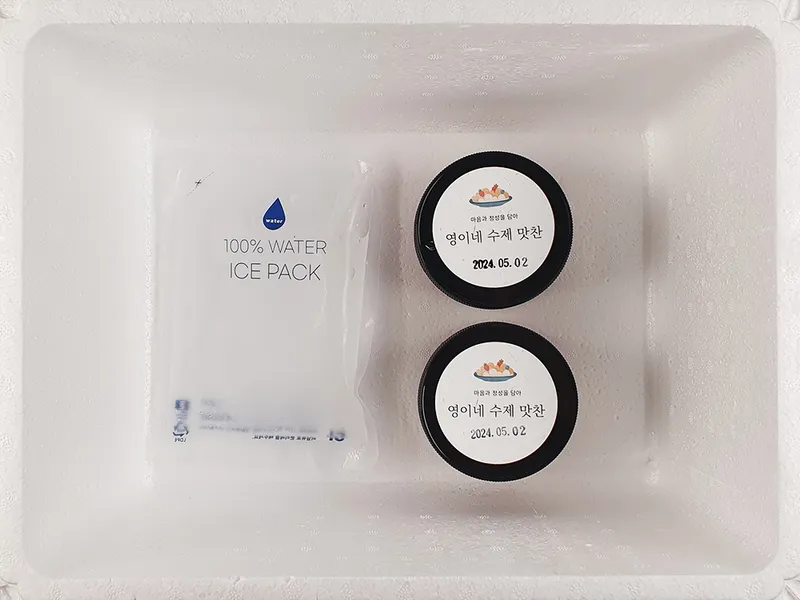 water
100% WATER
ICE PACK
마음과 정성을 담아
영이네 수제 맛찬
2024.05.02
마음과 정성을 담아
영이네 수제 맛찬
2024.05.02